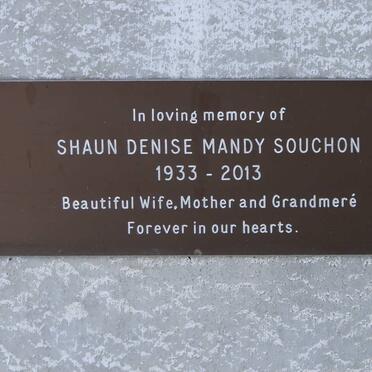 In loving memory of
SHAUN DENISE MANDY SOUCHON
1933 - 2013
Beautiful Wife, Mother and Grandmeré
Forever in our hearts.